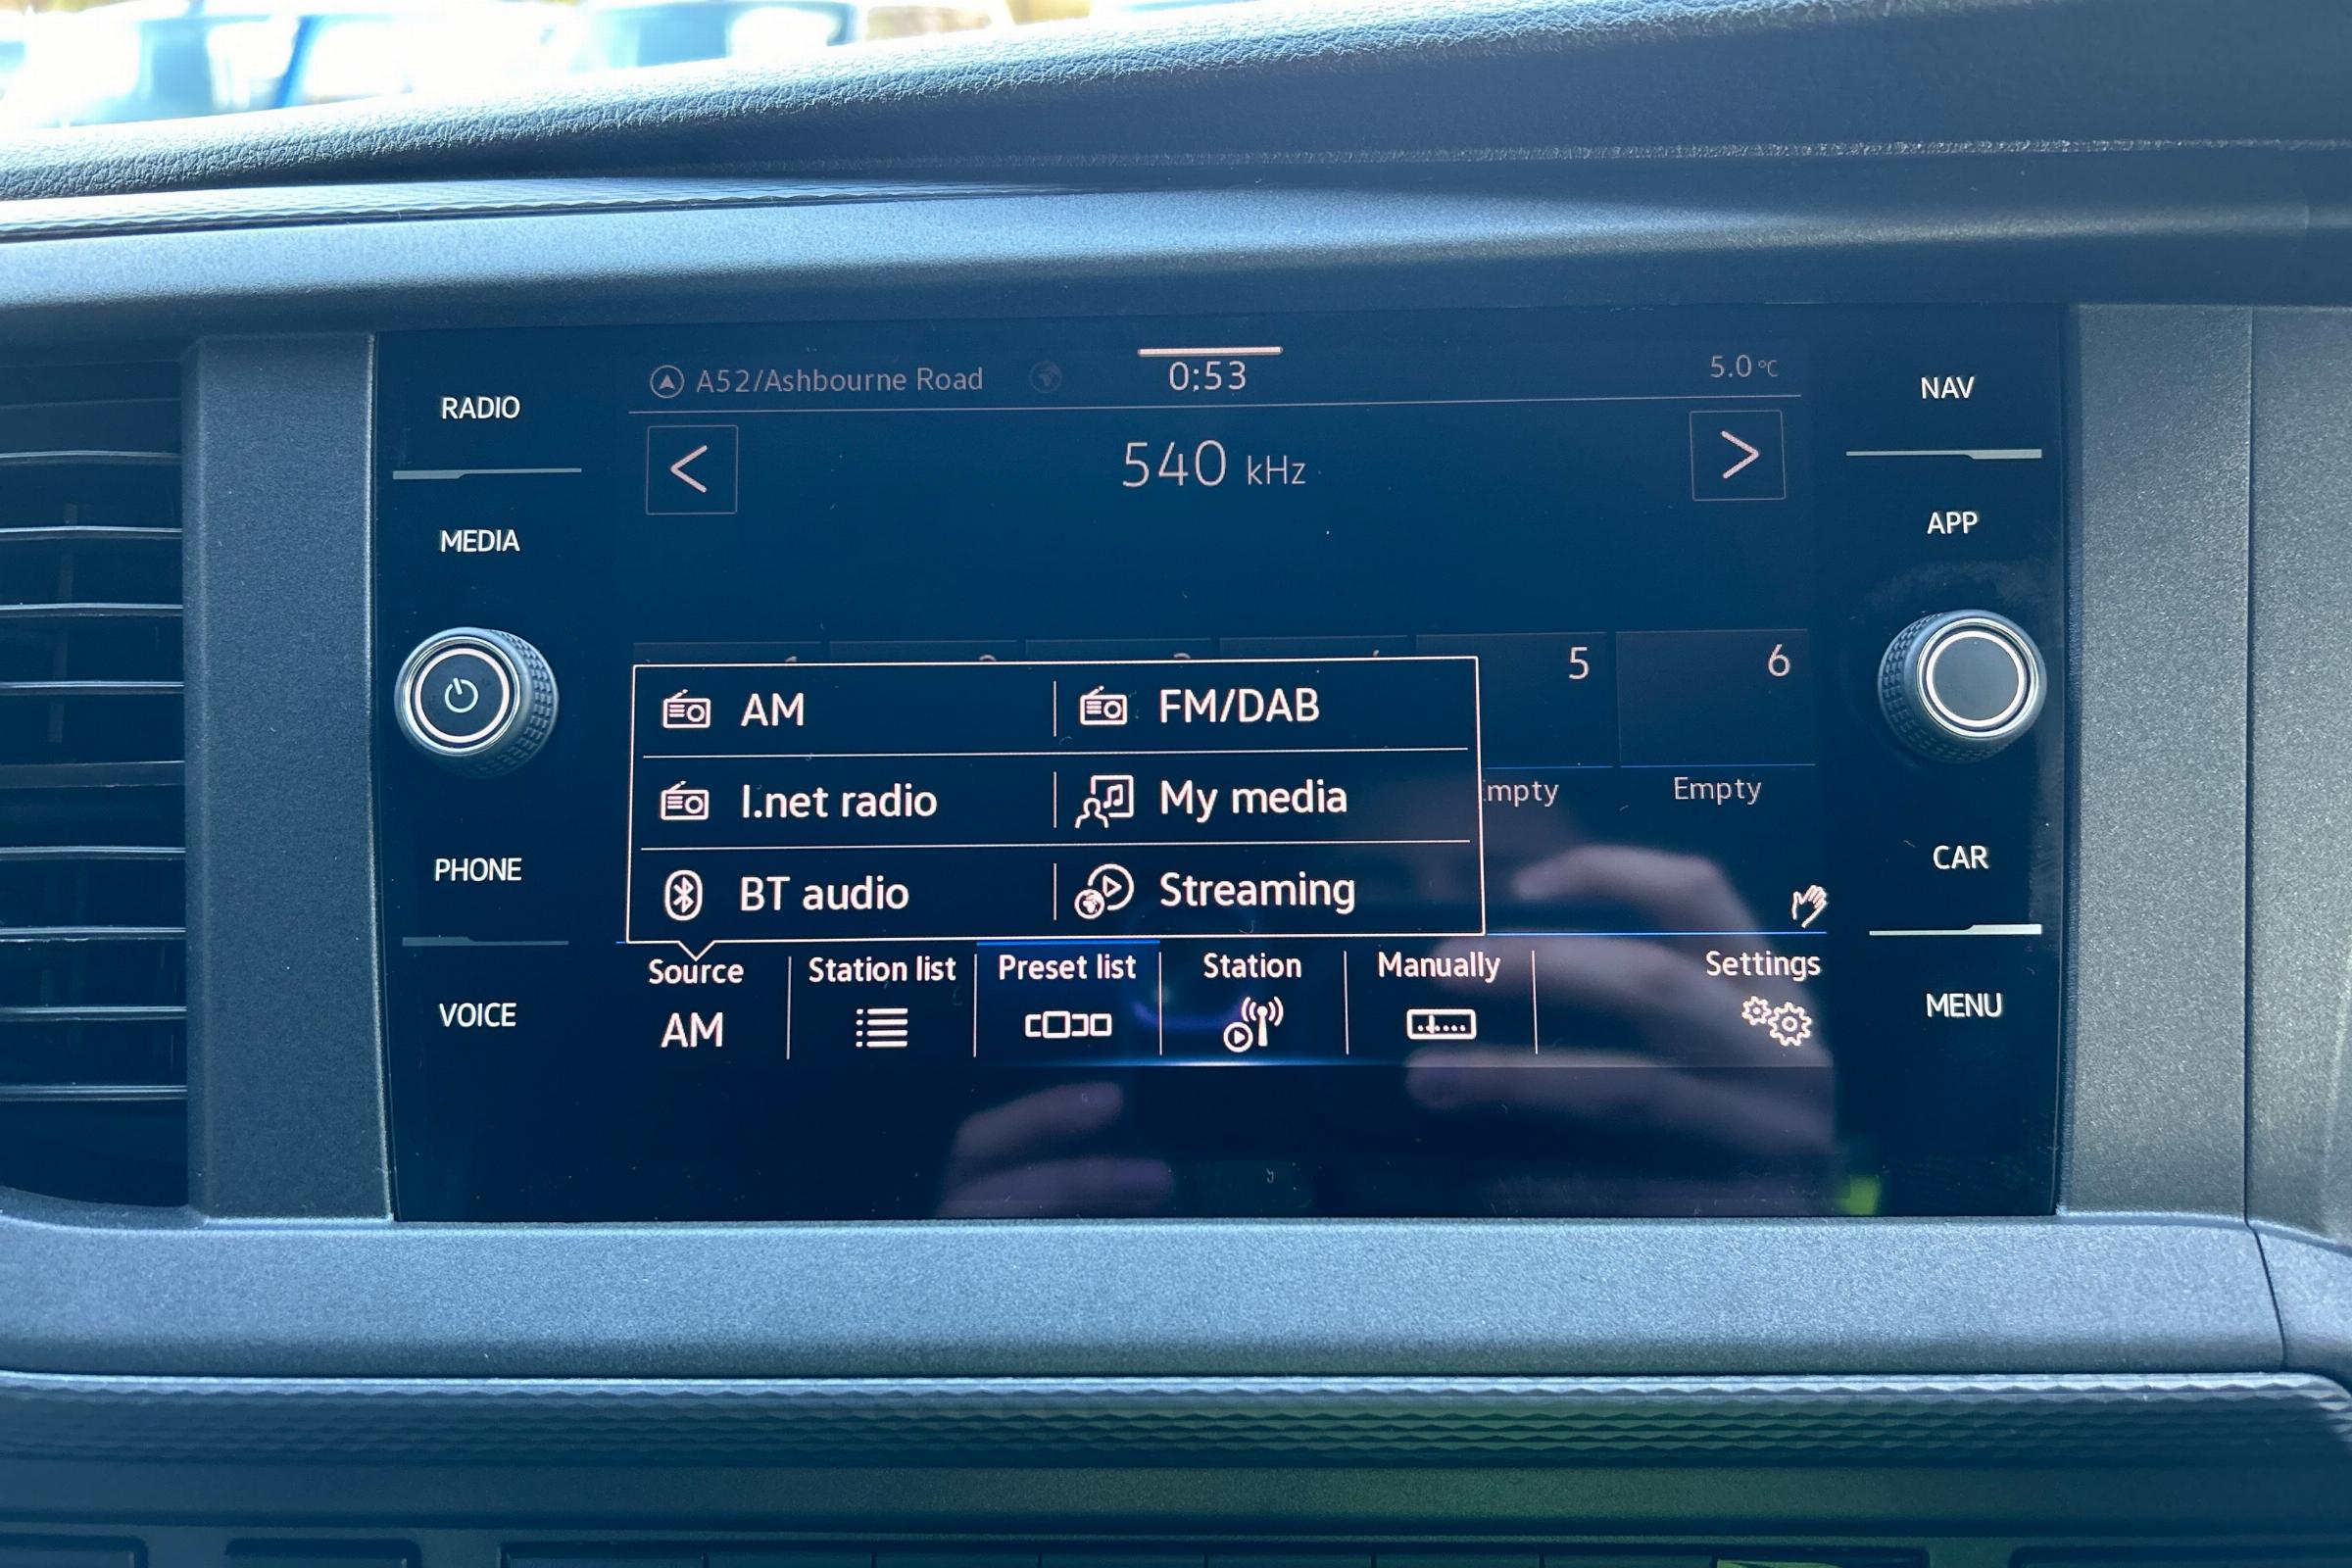 A52/Ashbourne Road 0:53 5.0 °C
RADIO
NAV
< 540 kHz >
MEDIA
APP
5 6
AM FM/DAB
I.net radio My media
Empty
BT audio Streaming
PHONE
CAR
Source Station list Preset list Station Manually Settings
AM
VOICE
MENU